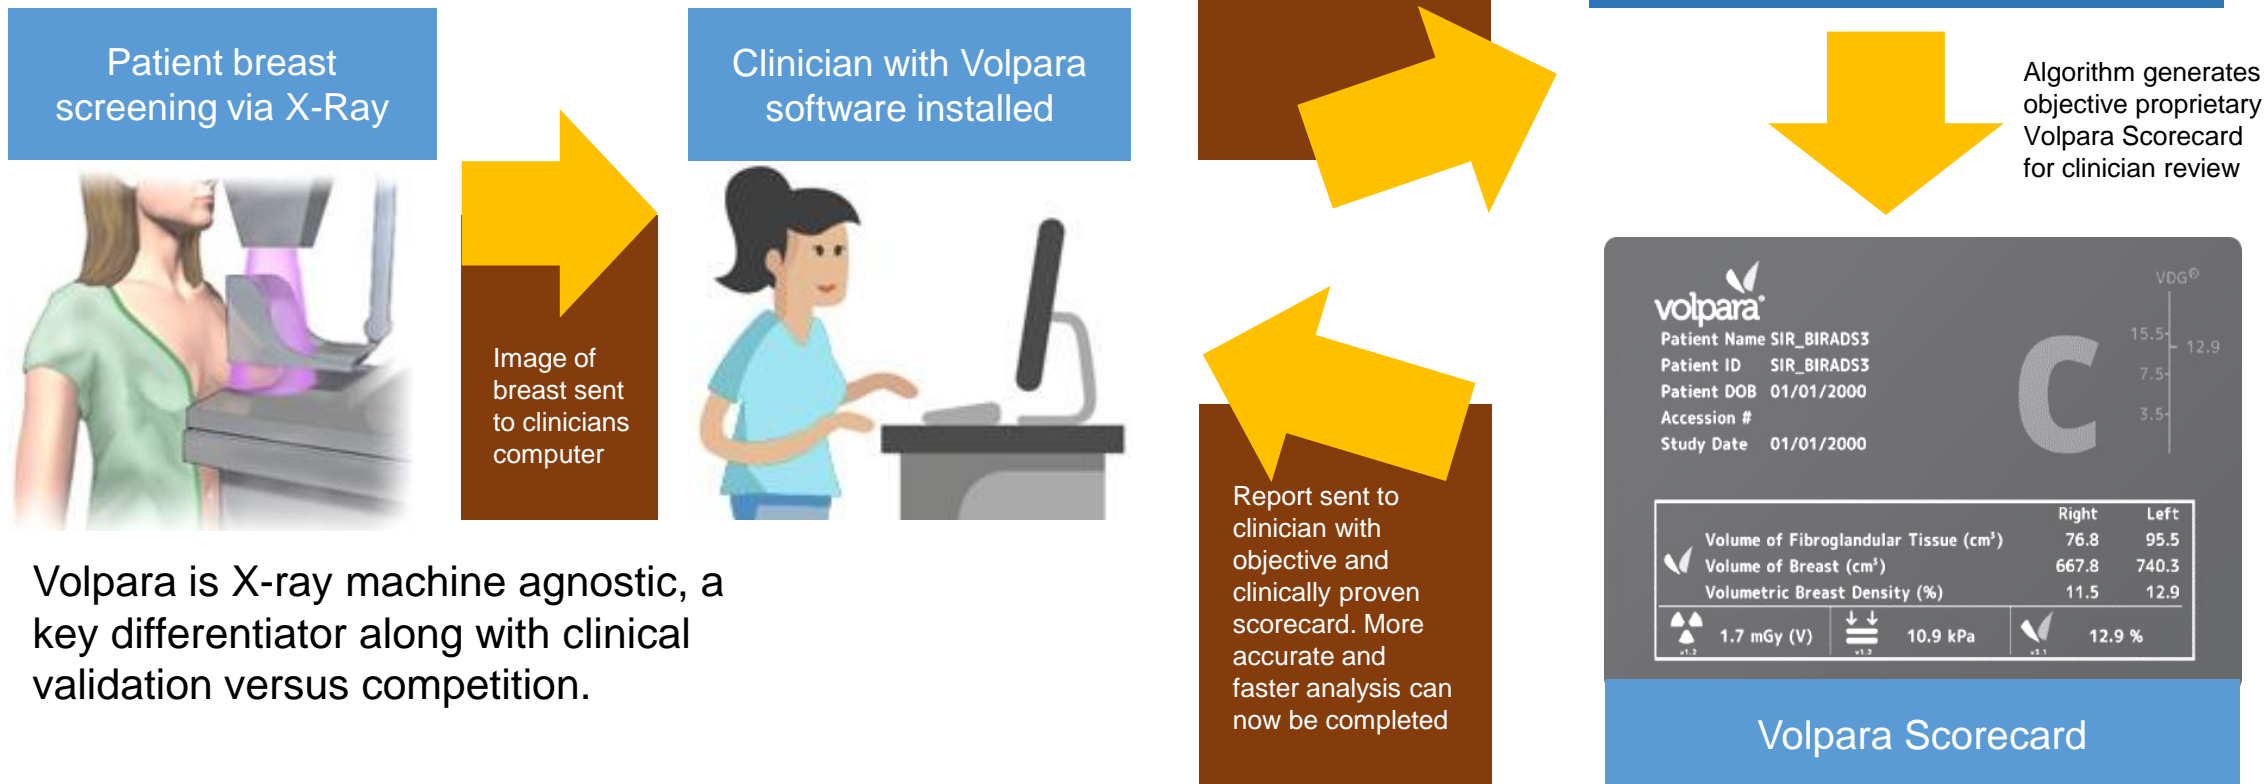 Patient breast
screening via X-Ray
Clinician with Volpara
software installed
Algorithm generates
objective proprietary
Volpara Scorecard
for clinician review
Image of
breast sent
to clinicians
computer
Report sent to
clinician with
objective and
clinically proven
scorecard. More
accurate and
faster analysis can
now be completed
Volpara is X-ray machine agnostic, a
key differentiator along with clinical
validation versus competition.
volpara®
Patient Name SIR_BIRADS3
Patient ID SIR_BIRADS3
Patient DOB 01/01/2000
Accession #
Study Date 01/01/2000
C
VDG®
15.5
12.9
7.5
3.5
Right Left
Volume of Fibroglandular Tissue (cm³) 76.8 95.5
Volume of Breast (cm³) 667.8 740.3
Volumetric Breast Density (%) 11.5 12.9
1.7 mGy (V) 10.9 kPa 12.9 %
v1.2 v1.2 v3.1
Volpara Scorecard